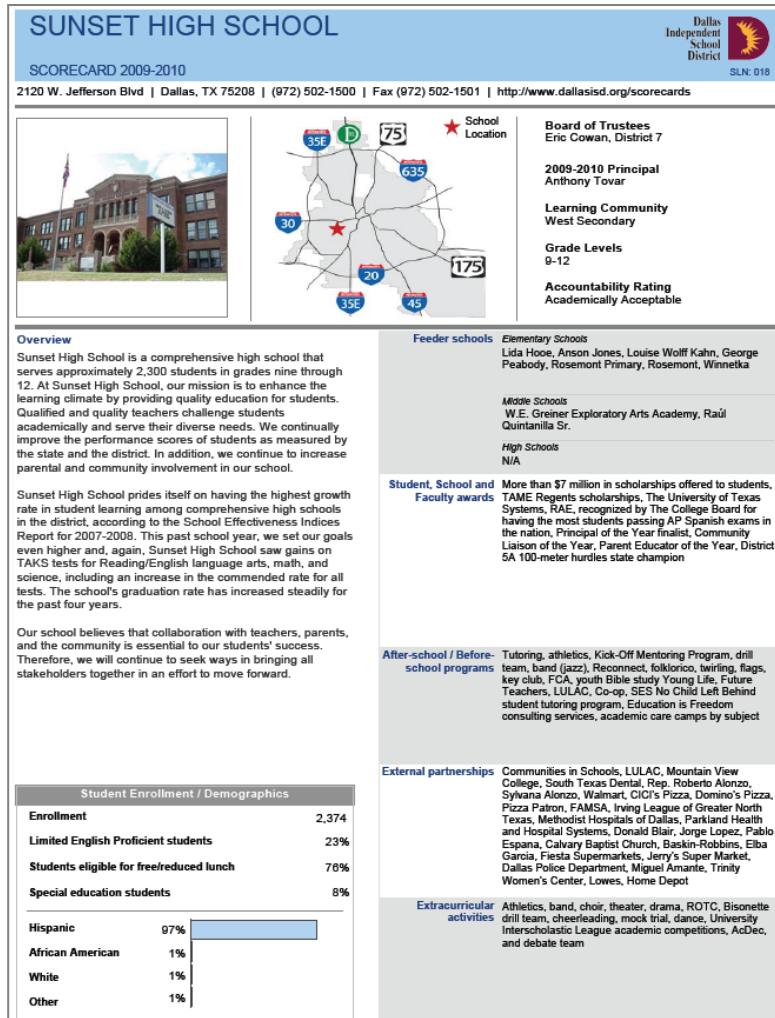 SUNSET HIGH SCHOOL
Dallas
Independent
School
District
SCORECARD 2009-2010
SLN: 018
2120 W. Jefferson Blvd | Dallas, TX 75208 | (972) 502-1500 | Fax (972) 502-1501 | http://www.dallasisd.org/scorecards
35E
D
75
635
30
20
175
35E
45
School
Location
Board of Trustees
Eric Cowan, District 7
2009-2010 Principal
Anthony Tovar
Learning Community
West Secondary
Grade Levels
9-12
Accountability Rating
Academically Acceptable
Overview
Sunset High School is a comprehensive high school that
serves approximately 2,300 students in grades nine through
12. At Sunset High School, our mission is to enhance the
learning climate by providing quality education for students.
Qualified and quality teachers challenge students
academically and serve their diverse needs. We continually
improve the performance scores of students as measured by
the state and the district. In addition, we continue to increase
parental and community involvement in our school.
Sunset High School prides itself on having the highest growth
rate in student learning among comprehensive high schools
in the district, according to the School Effectiveness Indices
Report for 2007-2008. This past school year, we set our goals
even higher and, again, Sunset High School saw gains on
TAKS tests for Reading/English language arts, math, and
science, including an increase in the commended rate for all
tests. The school's graduation rate has increased steadily for
the past four years.
Our school believes that collaboration with teachers, parents,
and the community is essential to our students' success.
Therefore, we will continue to seek ways in bringing all
stakeholders together in an effort to move forward.
Student Enrollment / Demographics
Enrollment 2,374
Limited English Proficient students 23%
Students eligible for free/reduced lunch 76%
Special education students 8%
Hispanic 97%
African American 1%
White 1%
Other 1%
Feeder schools
Elementary Schools
Lida Hooe, Anson Jones, Louise Wolff Kahn, George
Peabody, Rosemont Primary, Rosemont, Winnetka
Middle Schools
W.E. Greiner Exploratory Arts Academy, Raúl
Quintanilla Sr.
High Schools
N/A
Student, School and
Faculty awards
More than $7 million in scholarships offered to students,
TAME Regents scholarships, The University of Texas
Systems, RAE, recognized by The College Board for
having the most students passing AP Spanish exams in
the nation, Principal of the Year finalist, Community
Liaison of the Year, Parent Educator of the Year, District
5A 100-meter hurdles state champion
After-school / Before-
school programs
Tutoring, athletics, Kick-Off Mentoring Program, drill
team, band (jazz), Reconnect, folklorico, twirling, flags,
key club, FCA, youth Bible study Young Life, Future
Teachers, LULAC, Co-op, SES No Child Left Behind
student tutoring program, Education is Freedom
consulting services, academic care camps by subject
External partnerships
Communities in Schools, LULAC, Mountain View
College, South Texas Dental, Rep. Roberto Alonzo,
Sylvana Alonzo, Walmart, CICI's Pizza, Domino's Pizza,
Pizza Patron, FAMSA, Irving League of Greater North
Texas, Methodist Hospitals of Dallas, Parkland Health
and Hospital Systems, Donald Blair, Jorge Lopez, Pablo
Espana, Calvary Baptist Church, Baskin-Robbins, Elba
Garcia, Fiesta Supermarkets, Jerry's Super Market,
Dallas Police Department, Miguel Amante, Trinity
Women's Center, Lowes, Home Depot
Extracurricular
activities
Athletics, band, choir, theater, drama, ROTC, Bisonette
drill team, cheerleading, mock trial, dance, University
Interscholastic League academic competitions, AcDec,
and debate team